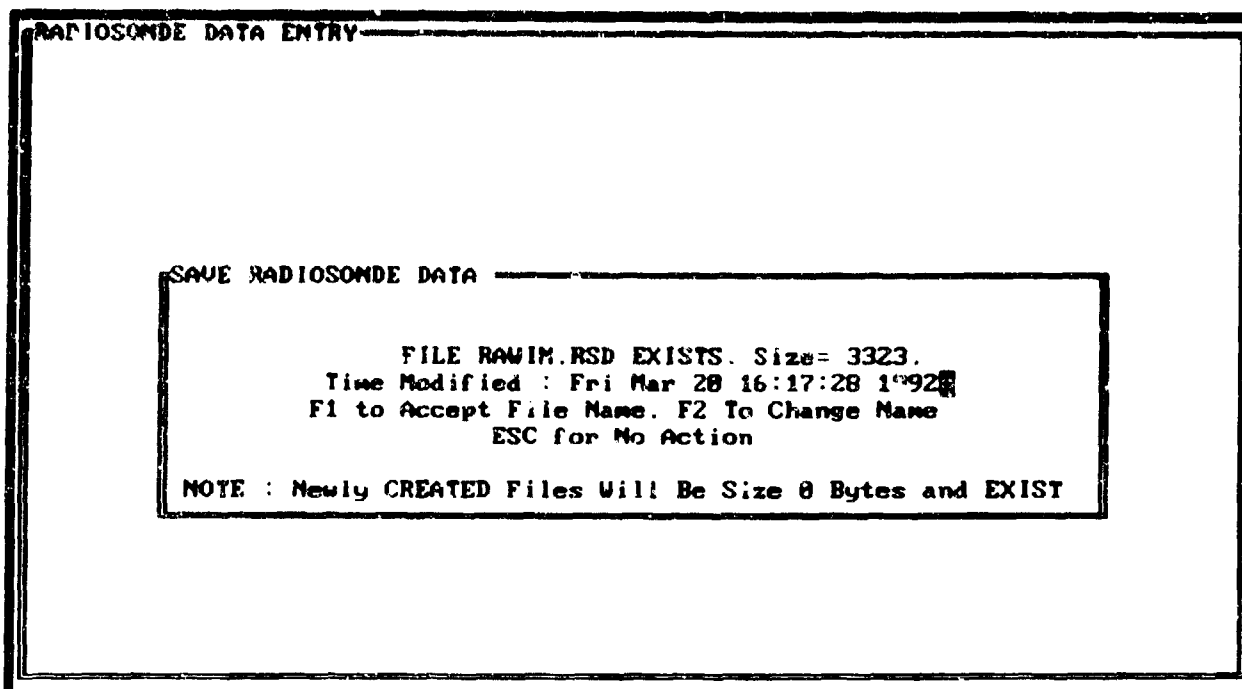 RADIOSONDE DATA ENTRY
SAVE RADIOSONDE DATA
FILE RAWIM.RSD EXISTS. Size= 3323.
Time Modified : Fri Mar 20 16:17:28 1992
F1 to Accept File Name. F2 To Change Name
ESC for No Action
NOTE : Newly CREATED Files Will Be Size 0 Bytes and EXIST